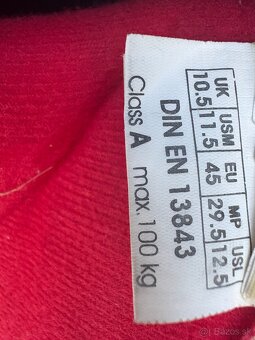 UK USM EU MP USL
10.5 11.5 45 29.5 12.5
DIN EN 13843
Class A max. 100 kg